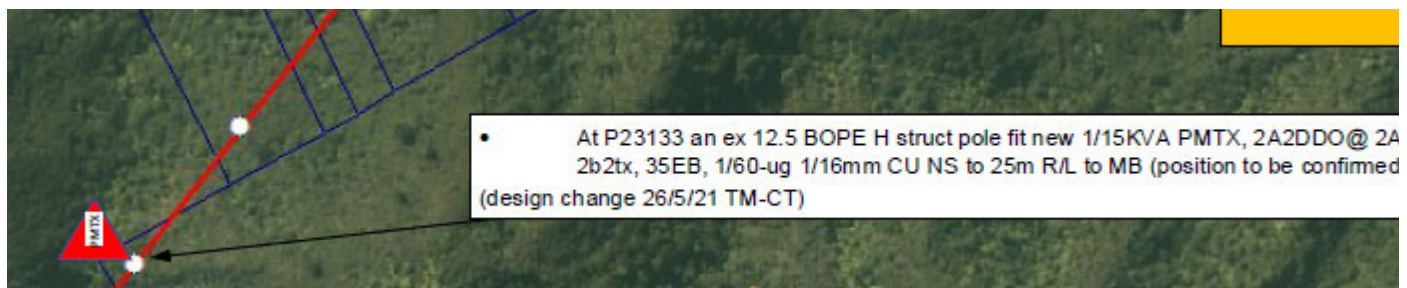 • At P23133 an ex 12.5 BOPE H struct pole fit new 1/15KVA PMTX, 2A2DDO@ 2A
2b2tx, 35EB, 1/60-ug 1/16mm CU NS to 25m R/L to MB (position to be confirmed
(design change 26/5/21 TM-CT)
PMTX